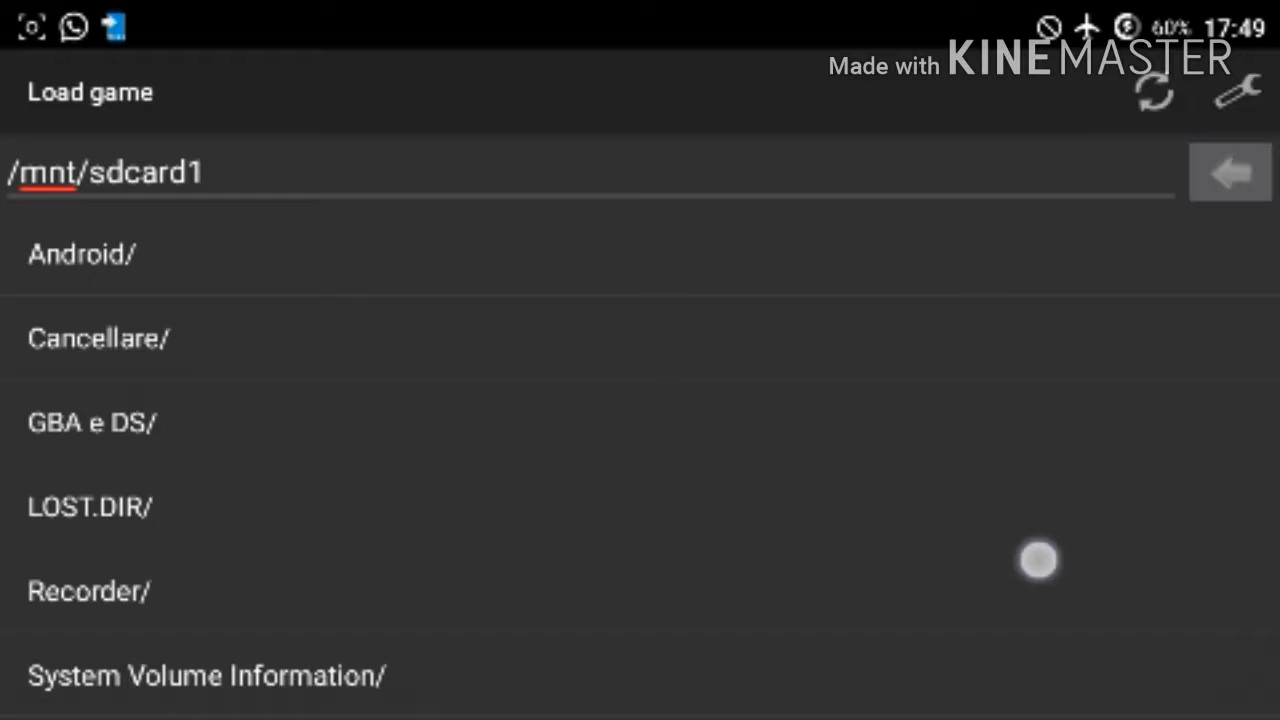 60% 17:49
Made with KINEMASTER
Load game
/mnt/sdcard1
Android/
Cancellare/
GBA e DS/
LOST.DIR/
Recorder/
System Volume Information/